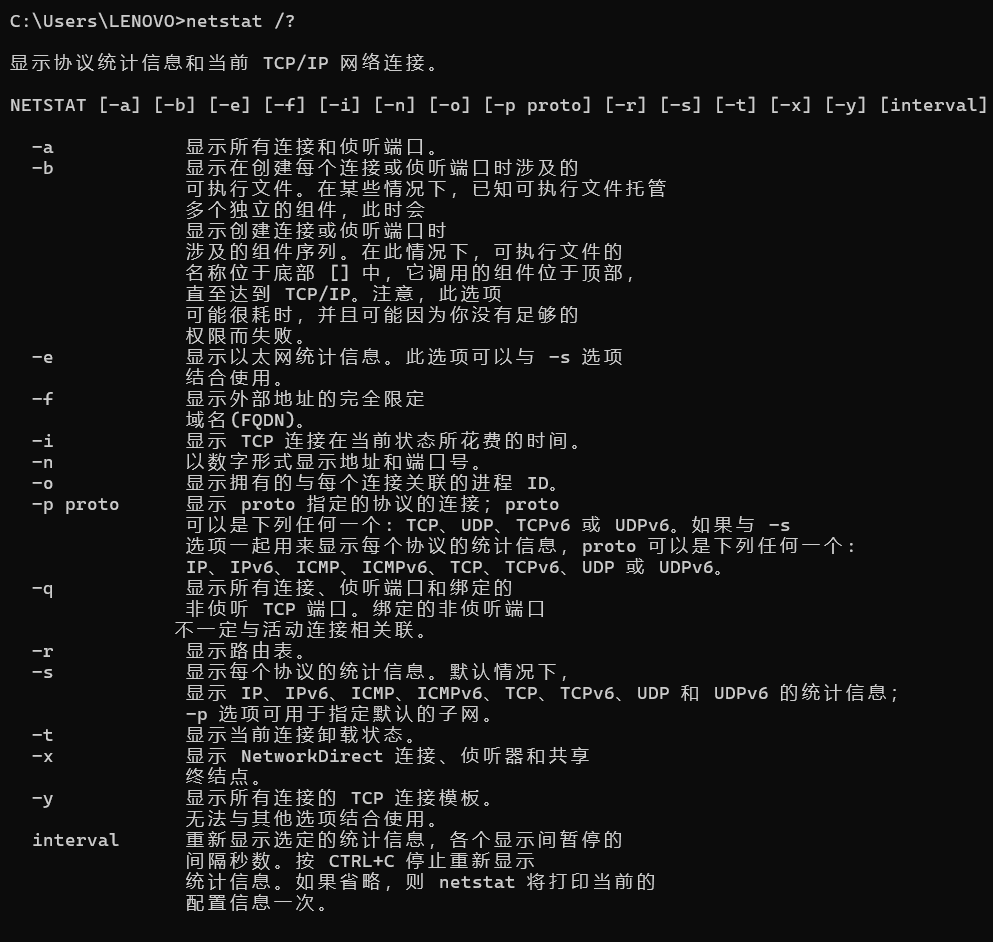 C:\Users\LENOVO>netstat /?
显示协议统计信息和当前 TCP/IP 网络连接。
NETSTAT [-a] [-b] [-e] [-f] [-i] [-n] [-o] [-p proto] [-r] [-s] [-t] [-x] [-y] [interval]
-a 显示所有连接和侦听端口。
-b 显示在创建每个连接或侦听端口时涉及的
可执行文件。在某些情况下，已知可执行文件托管
多个独立的组件，此时会
显示创建连接或侦听端口时
涉及的组件序列。在此情况下，可执行文件的
名称位于底部 [] 中，它调用的组件位于顶部，
直至达到 TCP/IP。注意，此选项
可能很耗时，并且可能因为你没有足够的
权限而失败。
-e 显示以太网统计信息。此选项可以与 -s 选项
结合使用。
-f 显示外部地址的完全限定
域名(FQDN)。
-i 显示 TCP 连接在当前状态所花费的时间。
-n 以数字形式显示地址和端口号。
-o 显示拥有的与每个连接关联的进程 ID。
-p proto 显示 proto 指定的协议的连接；proto
可以是下列任何一个: TCP、UDP、TCPv6 或 UDPv6。如果与 -s
选项一起用来显示每个协议的统计信息，proto 可以是下列任何一个:
IP、IPv6、ICMP、ICMPv6、TCP、TCPv6、UDP 或 UDPv6。
-q 显示所有连接、侦听端口和绑定的
非侦听 TCP 端口。绑定的非侦听端口
不一定与活动连接相关联。
-r 显示路由表。
-s 显示每个协议的统计信息。默认情况下，
显示 IP、IPv6、ICMP、ICMPv6、TCP、TCPv6、UDP 和 UDPv6 的统计信息;
-p 选项可用于指定默认的子网。
-t 显示当前连接卸载状态。
-x 显示 NetworkDirect 连接、侦听器和共享
终结点。
-y 显示所有连接的 TCP 连接模板。
无法与其他选项结合使用。
interval 重新显示选定的统计信息，各个显示间暂停的
间隔秒数。按 CTRL+C 停止重新显示
统计信息。如果省略，则 netstat 将打印当前的
配置信息一次。